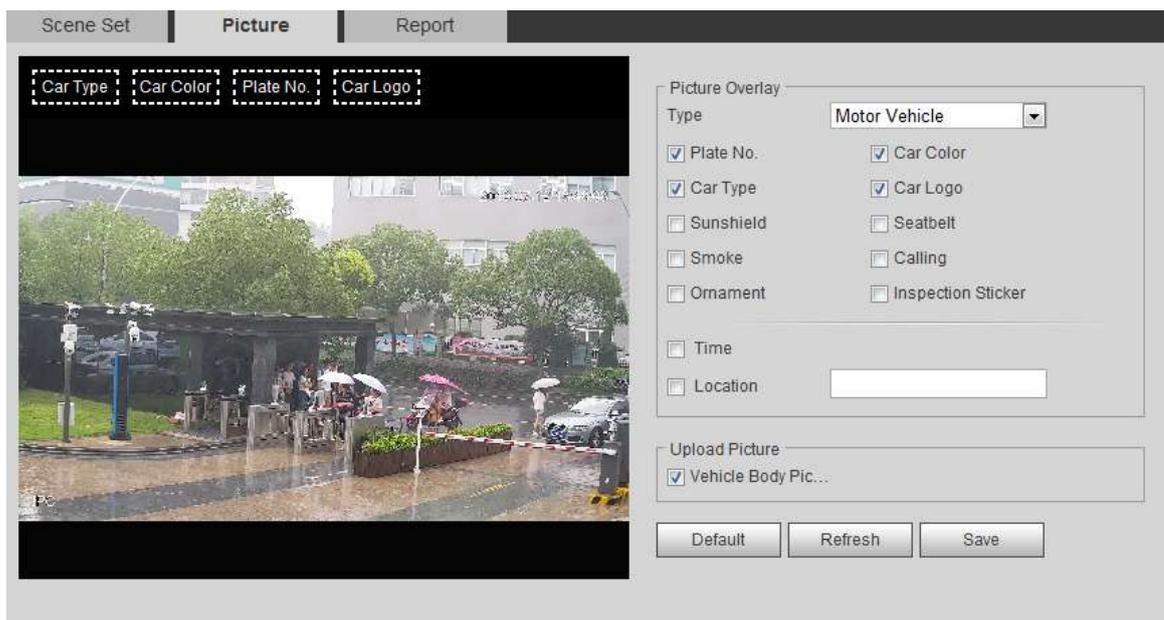 Scene Set Picture Report
Car Type Car Color Plate No. Car Logo
Picture Overlay
Type Motor Vehicle
Plate No. Car Color
Car Type Car Logo
Sunshield Seatbelt
Smoke Calling
Ornament Inspection Sticker
Time
Location
Upload Picture
Vehicle Body Pic...
Default Refresh Save
PC